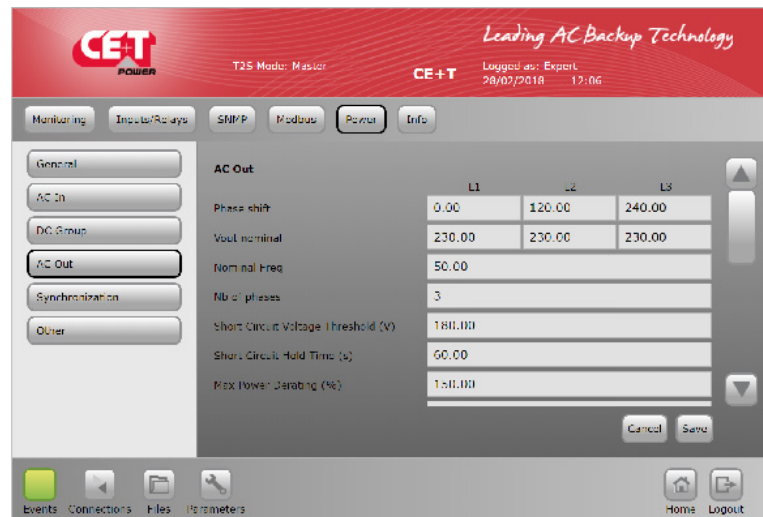 CE+T
POWER
Leading AC Backup Technology
T2S Mode: Master
CE+T
Logged as: Expert
28/02/2018 12:06
Monitoring Inputs/Relays SNMP Modbus Power Info
General
AC In
DC Group
AC Out
Synchronization
Other
AC Out
L1 L2 L3
Phase shift 0.00 120.00 240.00
Vout nominal 230.00 230.00 230.00
Nominal Freq 50.00
Nb of phases 3
Short Circuit Voltage Threshold (V) 180.00
Short Circuit Hold Time (s) 60.00
Max Power Derating (%) 150.00
Cancel Save
Events Connections Files Parameters Home Logout